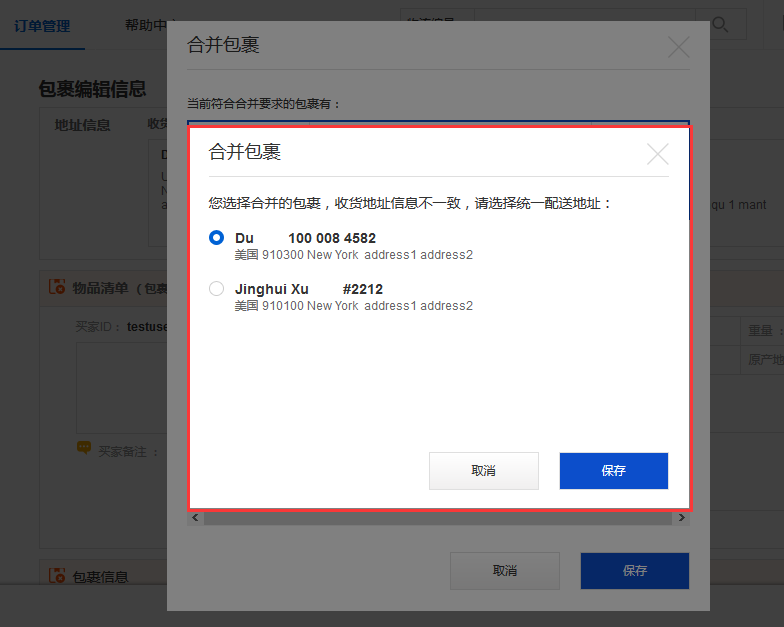 订单管理
帮助中
合并包裹
包裹编辑信息
当前符合合并要求的包裹有：
地址信息
收货
合并包裹
您选择合并的包裹，收货地址信息不一致，请选择统一配送地址：
qu 1 mant
Du 100 008 4582
美国 910300 New York address1 address2
Jinghui Xu #2212
美国 910100 New York address1 address2
物品清单（包裹
买家ID： testuse
重量：
原产地
买家备注：
取消
保存
包裹信息
取消
保存